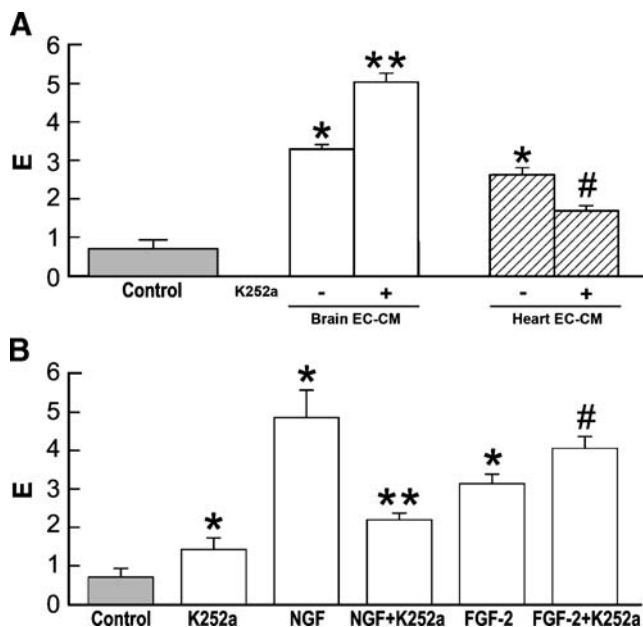 A
6
5
4
3
2
1
0
E
*
**
*
#
Control
K252a
- + - +
Brain EC-CM Heart EC-CM
B
6
5
4
3
2
1
0
E
*
*
**
*
#
Control K252a NGF NGF+K252a FGF-2 FGF-2+K252a